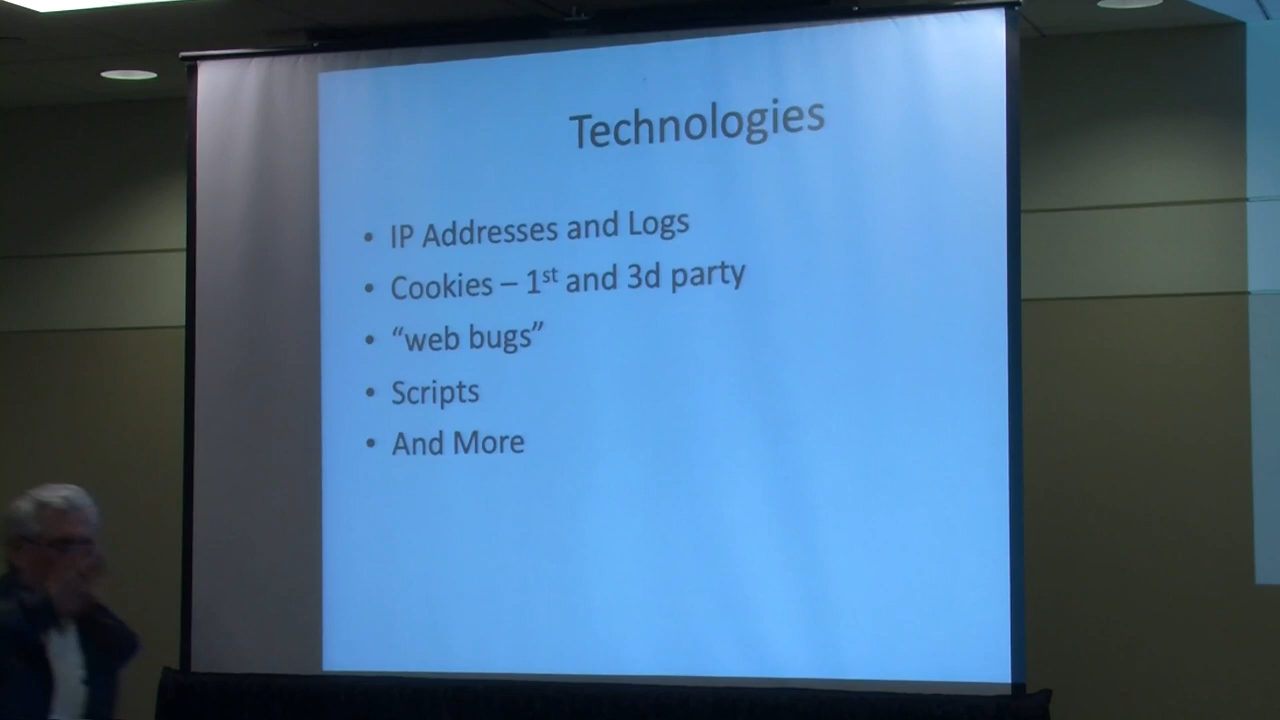 Technologies
• IP Addresses and Logs
• Cookies – 1st and 3d party
• “web bugs”
• Scripts
• And More